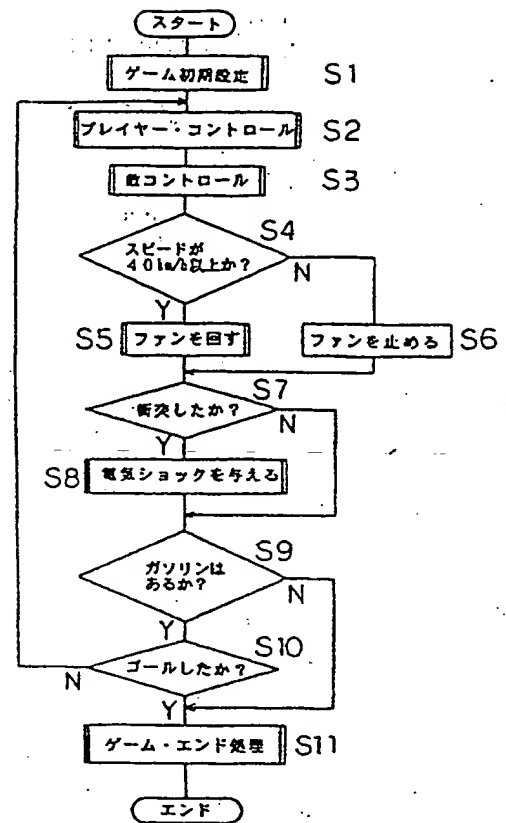 スタート
ゲーム初期設定 S1
プレイヤー・コントロール S2
敵コントロール S3
S4
スピードが
40km/h以上か?
N
Y
S5 ファンを回す
ファンを止める S6
S7
衝突したか?
N
Y
S8 電気ショックを与える
S9
ガソリンは
あるか?
N
Y
S10
ゴールしたか?
N
Y
ゲーム・エンド処理 S11
エンド